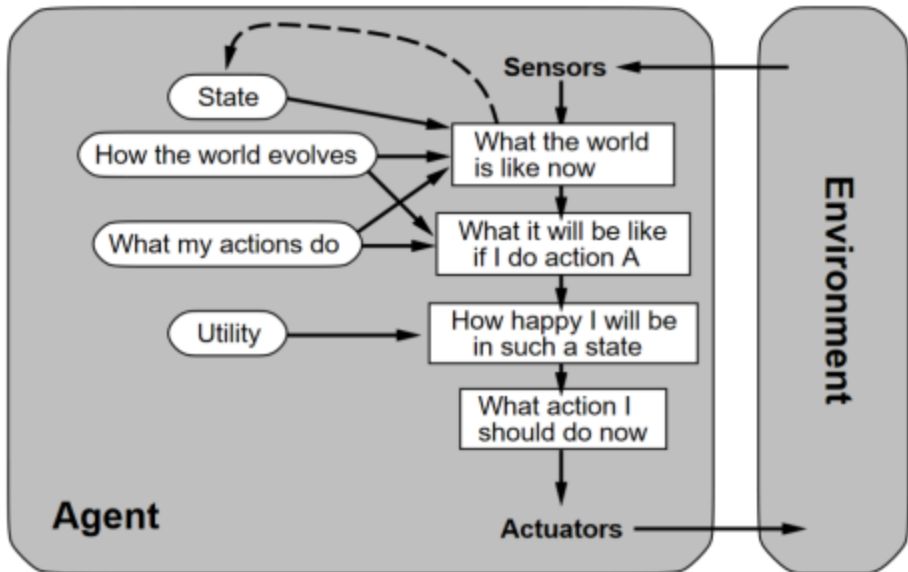 Sensors
State
What the world
is like now
How the world evolves
What it will be like
if I do action A
What my actions do
How happy I will be
in such a state
Utility
What action I
should do now
Agent
Actuators
Environment